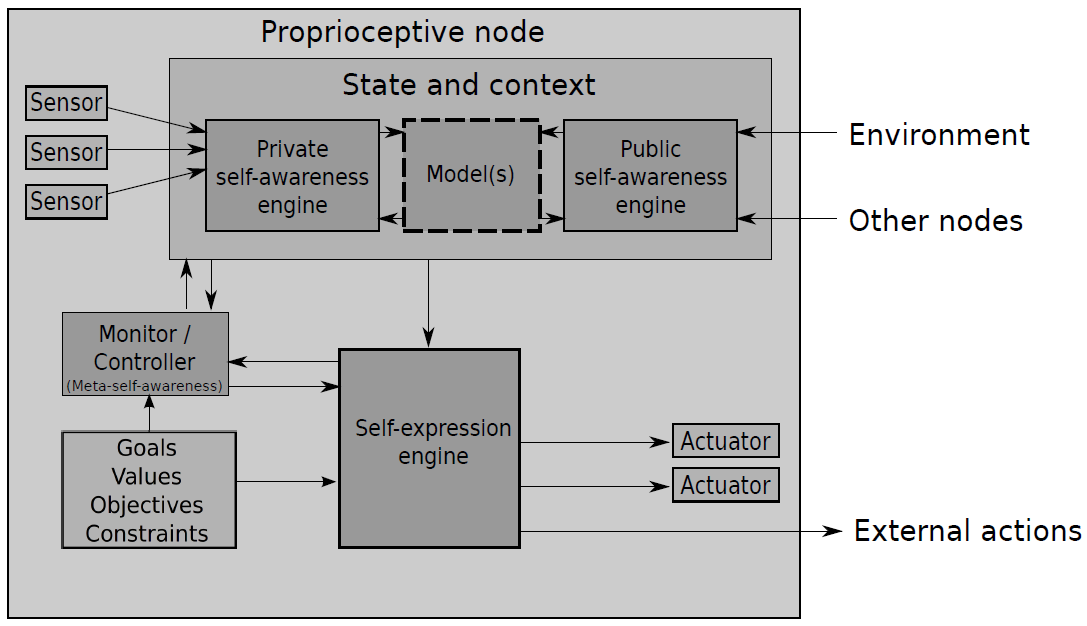 Proprioceptive node
State and context
Sensor
Sensor
Sensor
Private
self-awareness
engine
Model(s)
Public
self-awareness
engine
Environment
Other nodes
Monitor /
Controller
(Meta-self-awareness)
Goals
Values
Objectives
Constraints
Self-expression
engine
Actuator
Actuator
External actions